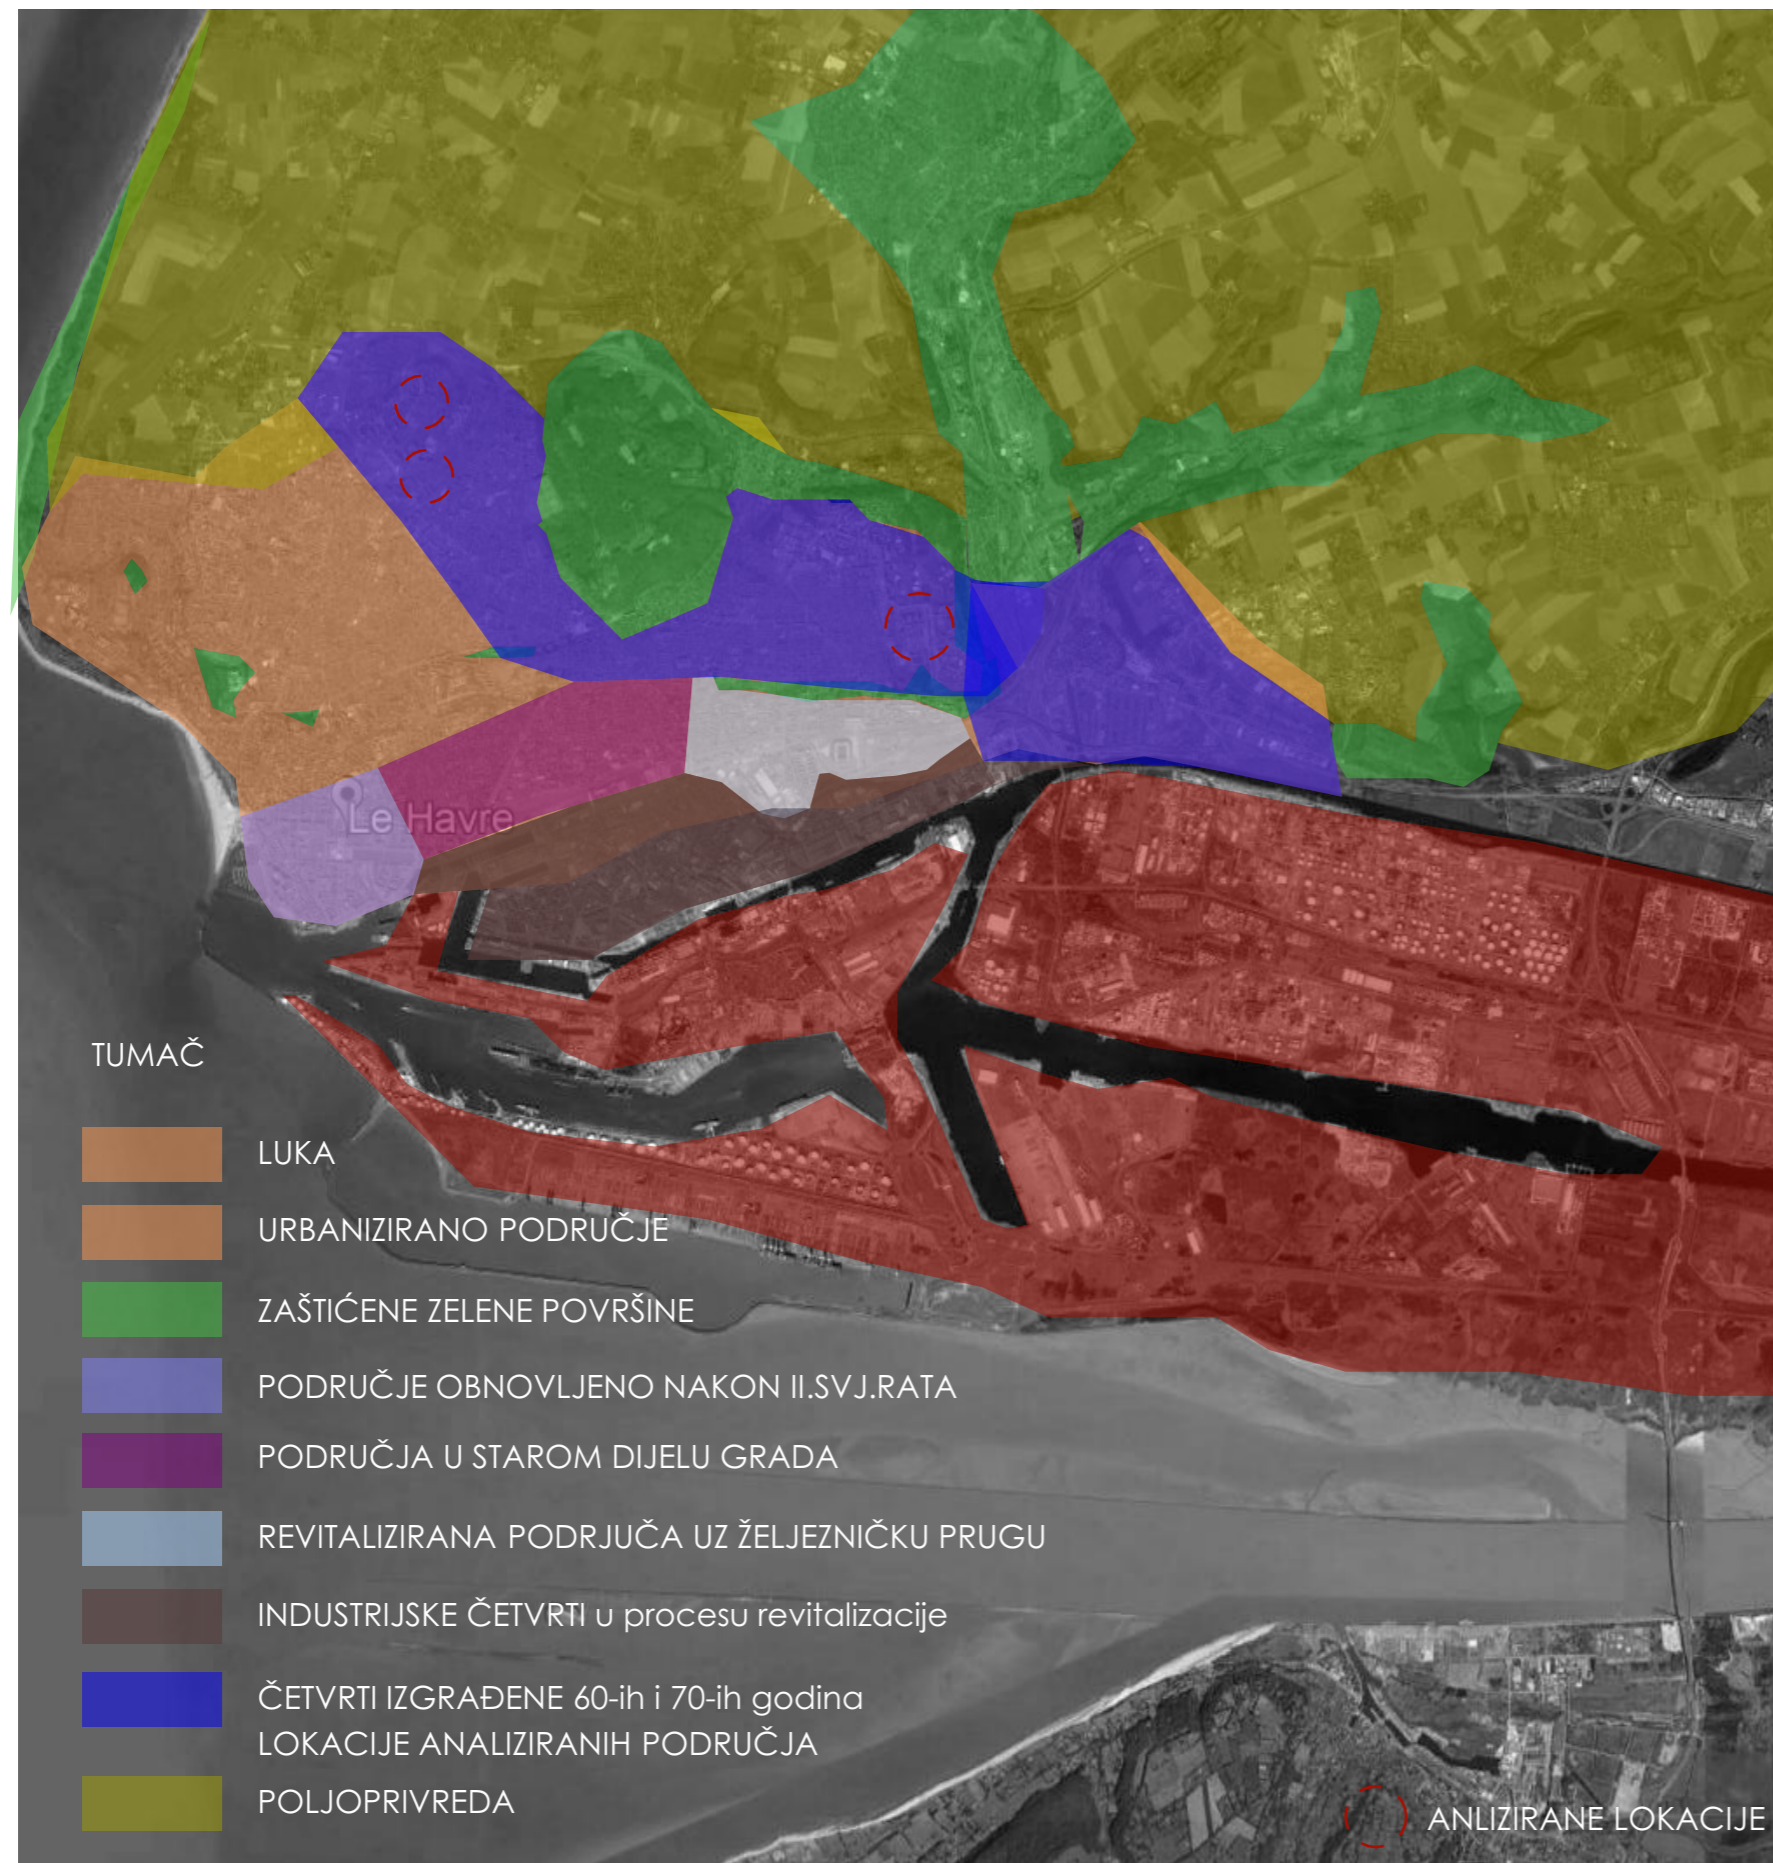 Le Havre
TUMAČ
LUKA
URBANIZIRANO PODRUČJE
ZAŠTIĆENE ZELENE POVRŠINE
PODRUČJE OBNOVLJENO NAKON II.SVJ.RATA
PODRUČJA U STAROM DIJELU GRADA
REVITALIZIRANA PODRJUČA UZ ŽELJEZNIČKU PRUGU
INDUSTRIJSKE ČETVRTI u procesu revitalizacije
ČETVRTI IZGRAĐENE 60-ih i 70-ih godina
LOKACIJE ANALIZIRANIH PODRUČJA
POLJOPRIVREDA
ANLIZIRANE LOKACIJE